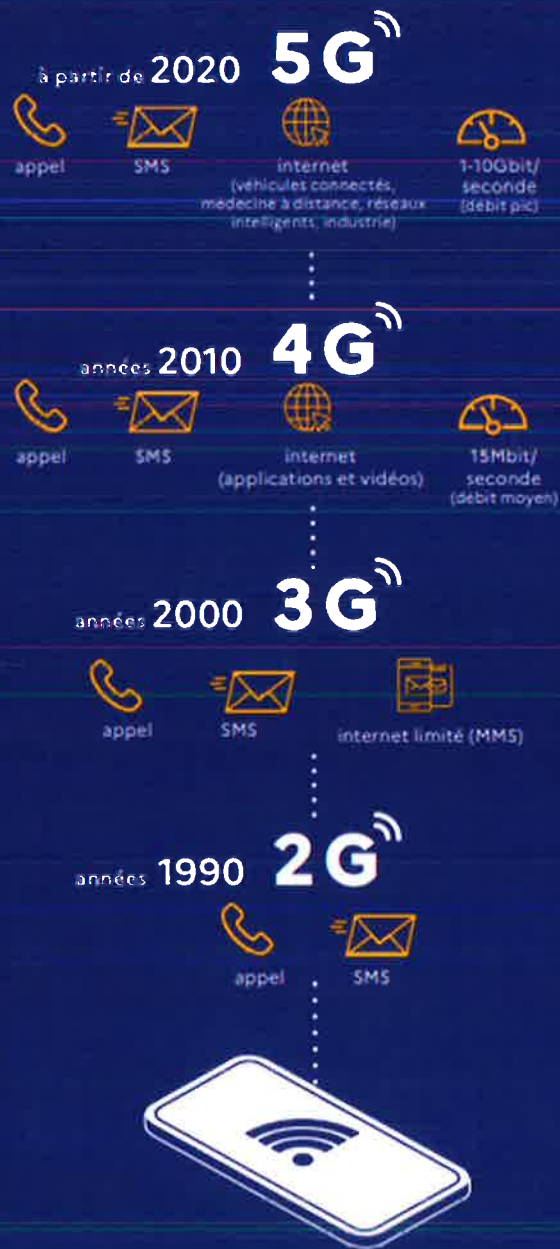 à partir de 2020 5G
appel
SMS
internet
(véhicules connectés,
medecine à distance, réseaux
intelligents, industrie)
1-10Gbit/
seconde
(débit pic)
années 2010 4G
appel
SMS
internet
(applications et vidéos)
15Mbit/
seconde
(débit moyen)
années 2000 3G
appel
SMS
internet limité (MMS)
années 1990 2G
appel
SMS